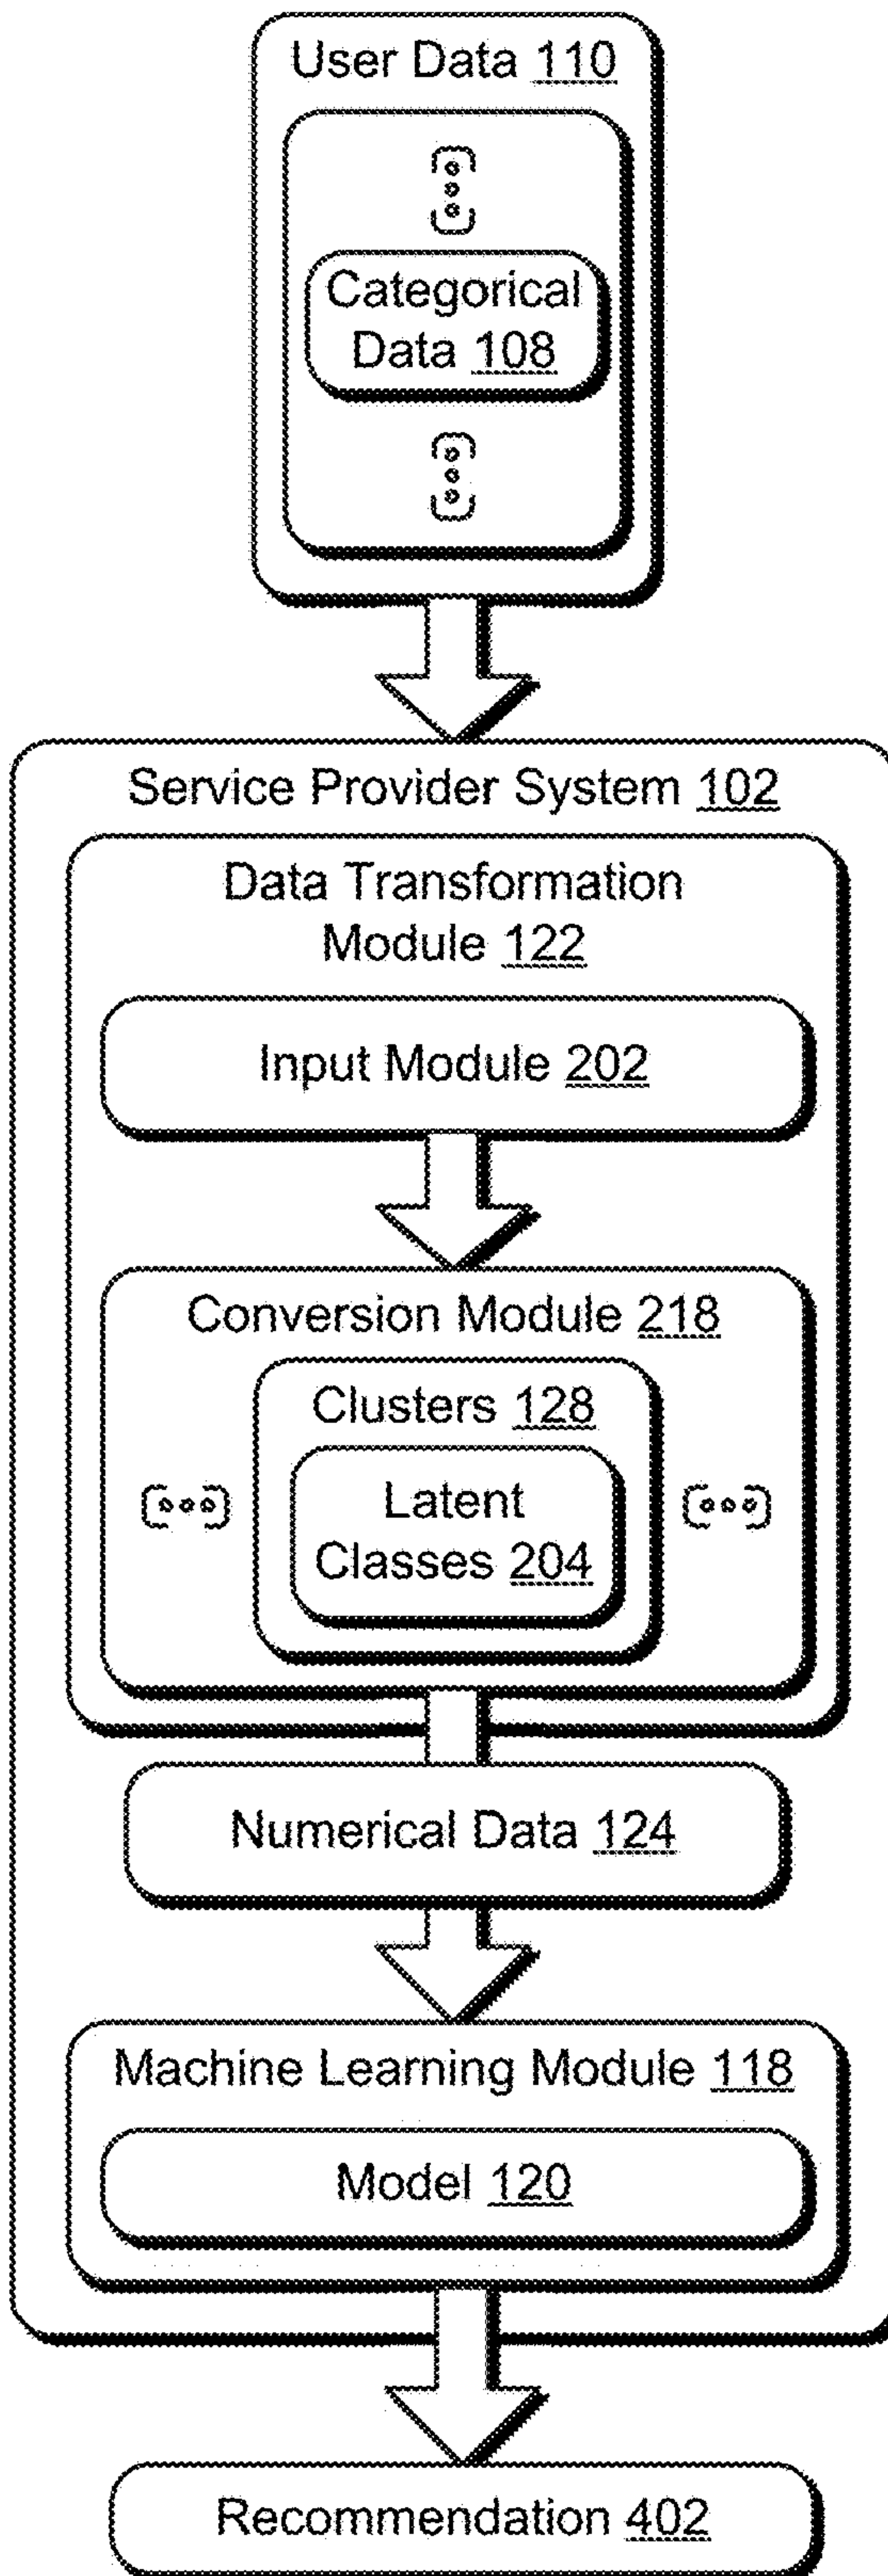 User Data 110
Categorical
Data 108
Service Provider System 102
Data Transformation
Module 122
Input Module 202
Conversion Module 218
Clusters 128
Latent
Classes 204
Numerical Data 124
Machine Learning Module 118
Model 120
Recommendation 402